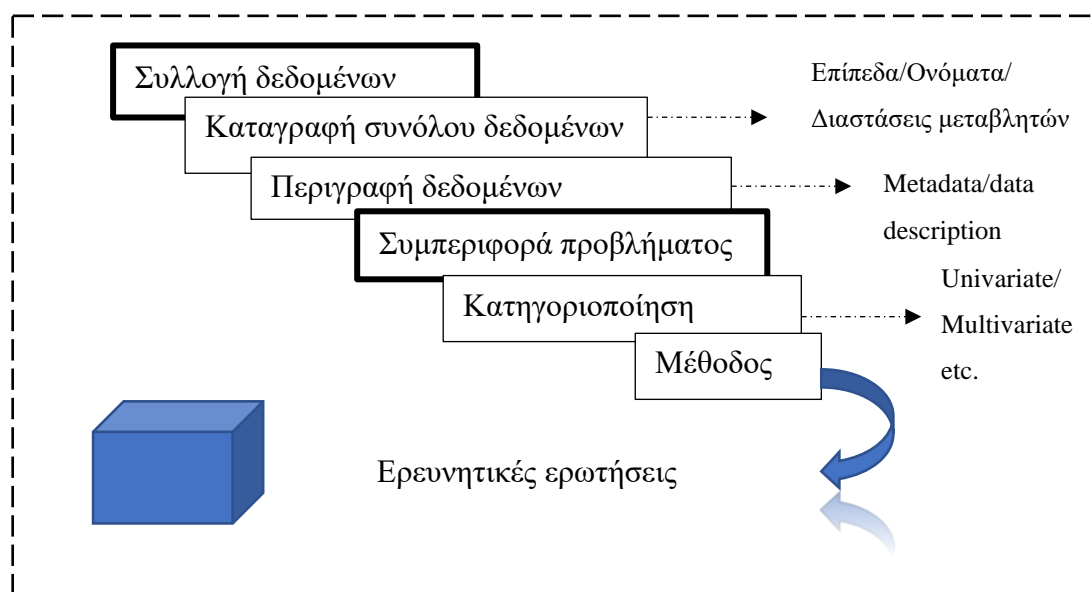 Συλλογή δεδομένων
Καταγραφή συνόλου δεδομένων
Επίπεδα/Ονόματα/
Διαστάσεις μεταβλητών
Περιγραφή δεδομένων
Metadata/data
description
Συμπεριφορά προβλήματος
Κατηγοριοποίηση
Univariate/
Multivariate
etc.
Μέθοδος
Ερευνητικές ερωτήσεις